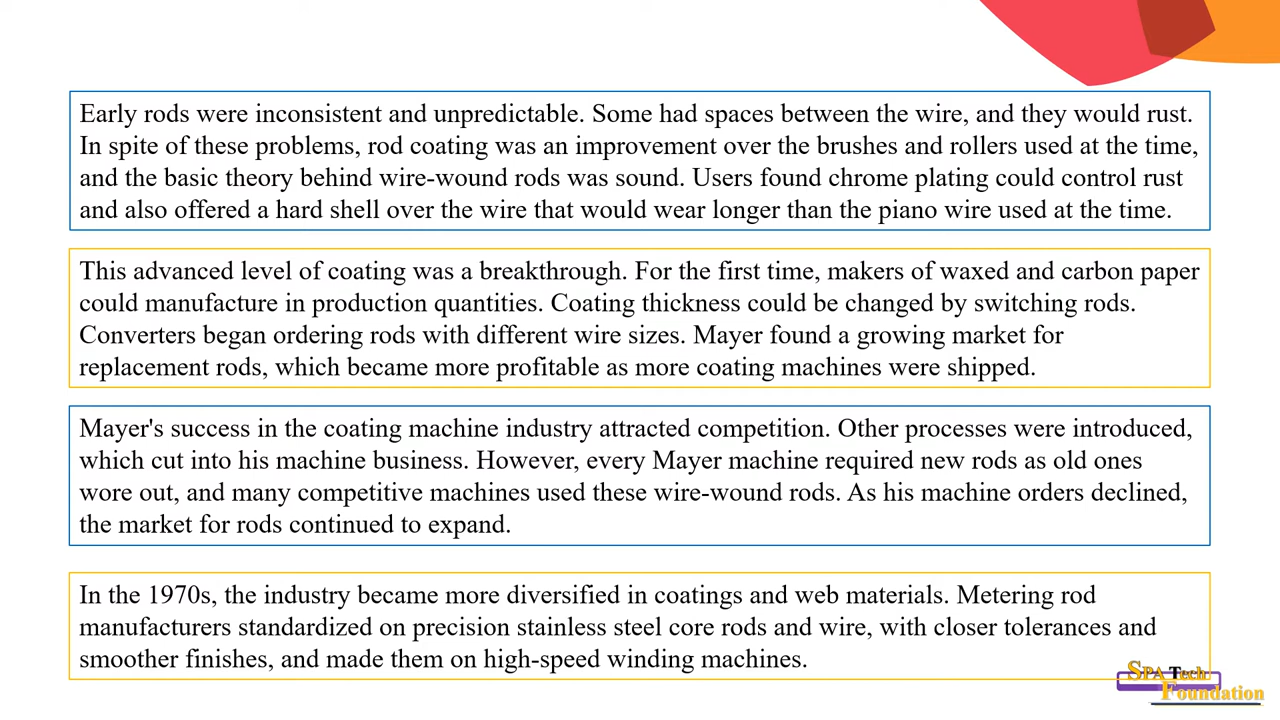 Early rods were inconsistent and unpredictable. Some had spaces between the wire, and they would rust.
In spite of these problems, rod coating was an improvement over the brushes and rollers used at the time,
and the basic theory behind wire-wound rods was sound. Users found chrome plating could control rust
and also offered a hard shell over the wire that would wear longer than the piano wire used at the time.
This advanced level of coating was a breakthrough. For the first time, makers of waxed and carbon paper
could manufacture in production quantities. Coating thickness could be changed by switching rods.
Converters began ordering rods with different wire sizes. Mayer found a growing market for
replacement rods, which became more profitable as more coating machines were shipped.
Mayer's success in the coating machine industry attracted competition. Other processes were introduced,
which cut into his machine business. However, every Mayer machine required new rods as old ones
wore out, and many competitive machines used these wire-wound rods. As his machine orders declined,
the market for rods continued to expand.
In the 1970s, the industry became more diversified in coatings and web materials. Metering rod
manufacturers standardized on precision stainless steel core rods and wire, with closer tolerances and
smoother finishes, and made them on high-speed winding machines.
SPA Tech
Foundation